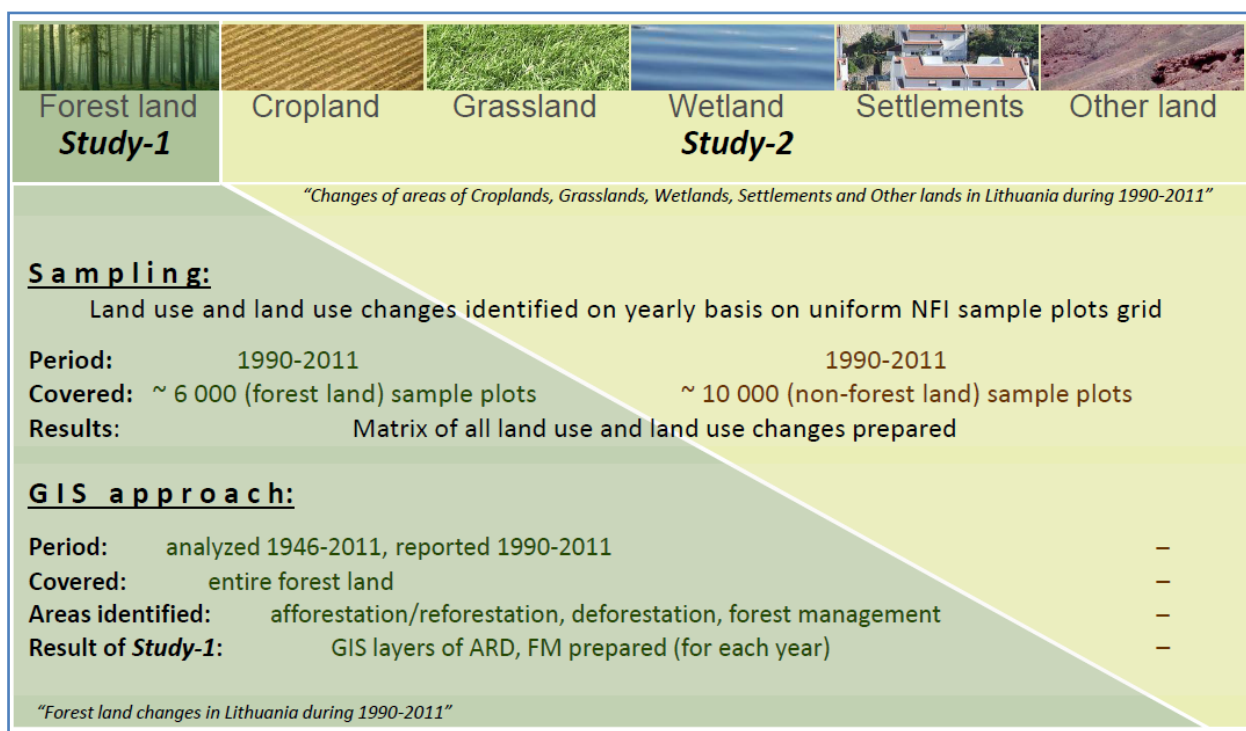 Forest land Cropland Grassland Wetland Settlements Other land
Study-1 Study-2
“Changes of areas of Croplands, Grasslands, Wetlands, Settlements and Other lands in Lithuania during 1990-2011”
Sampling:
Land use and land use changes identified on yearly basis on uniform NFI sample plots grid
Period: 1990-2011 1990-2011
Covered: ~ 6 000 (forest land) sample plots ~ 10 000 (non-forest land) sample plots
Results: Matrix of all land use and land use changes prepared
GIS approach:
Period: analyzed 1946-2011, reported 1990-2011 –
Covered: entire forest land –
Areas identified: afforestation/reforestation, deforestation, forest management –
Result of Study-1: GIS layers of ARD, FM prepared (for each year) –
“Forest land changes in Lithuania during 1990-2011”